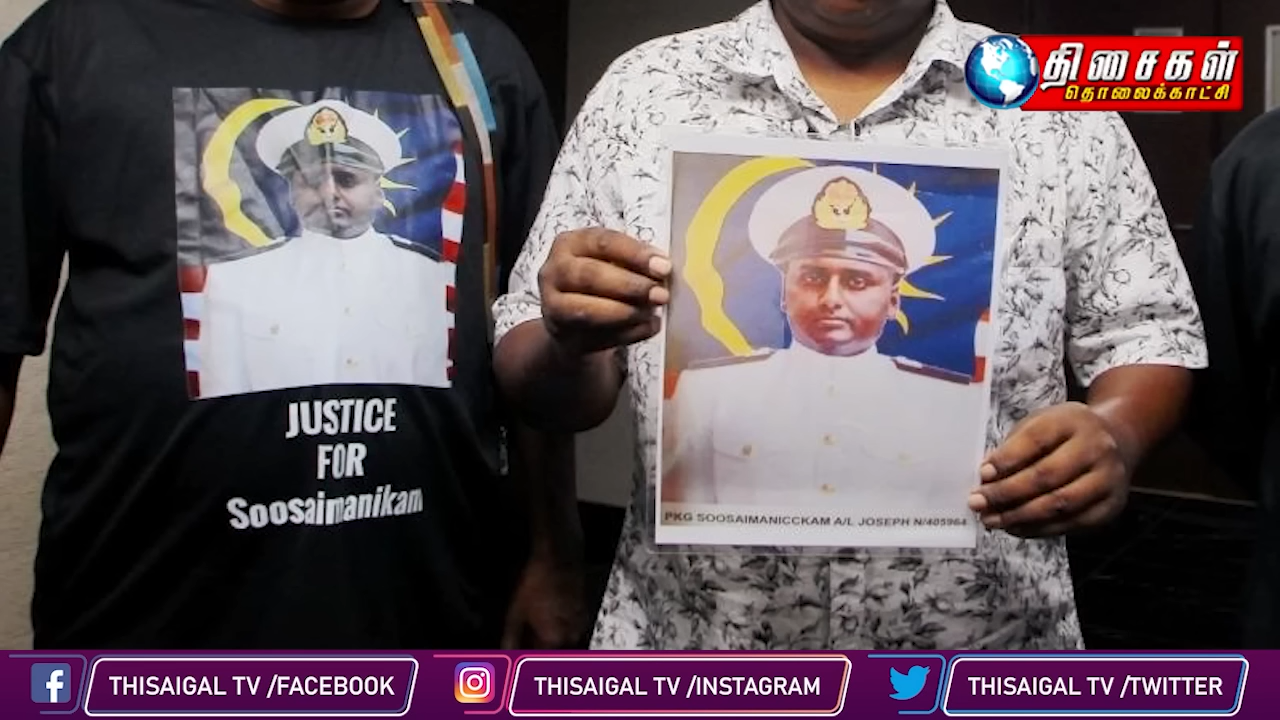 திசைகள்
தொலைக்காட்சி
JUSTICE
FOR
Soosaimanikam
PKG SOOSAIMANICCKAM A/L JOSEPH N/405964
THISAIGAL TV /FACEBOOK
THISAIGAL TV /INSTAGRAM
THISAIGAL TV /TWITTER